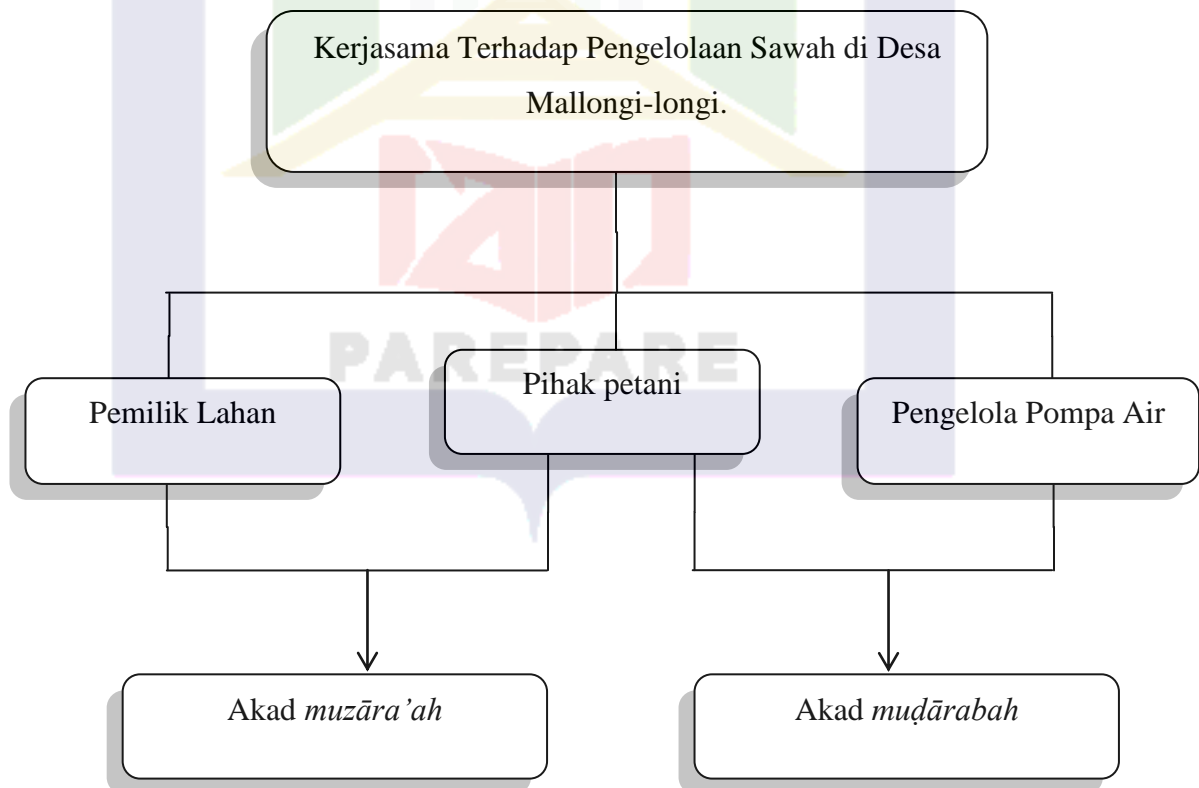 Kerjasama Terhadap Pengelolaan Sawah di Desa
Mallongi-longi.
PAREPARE
Pemilik Lahan
Pihak petani
Pengelola Pompa Air
Akad muzāra’ah
Akad muḍārabah